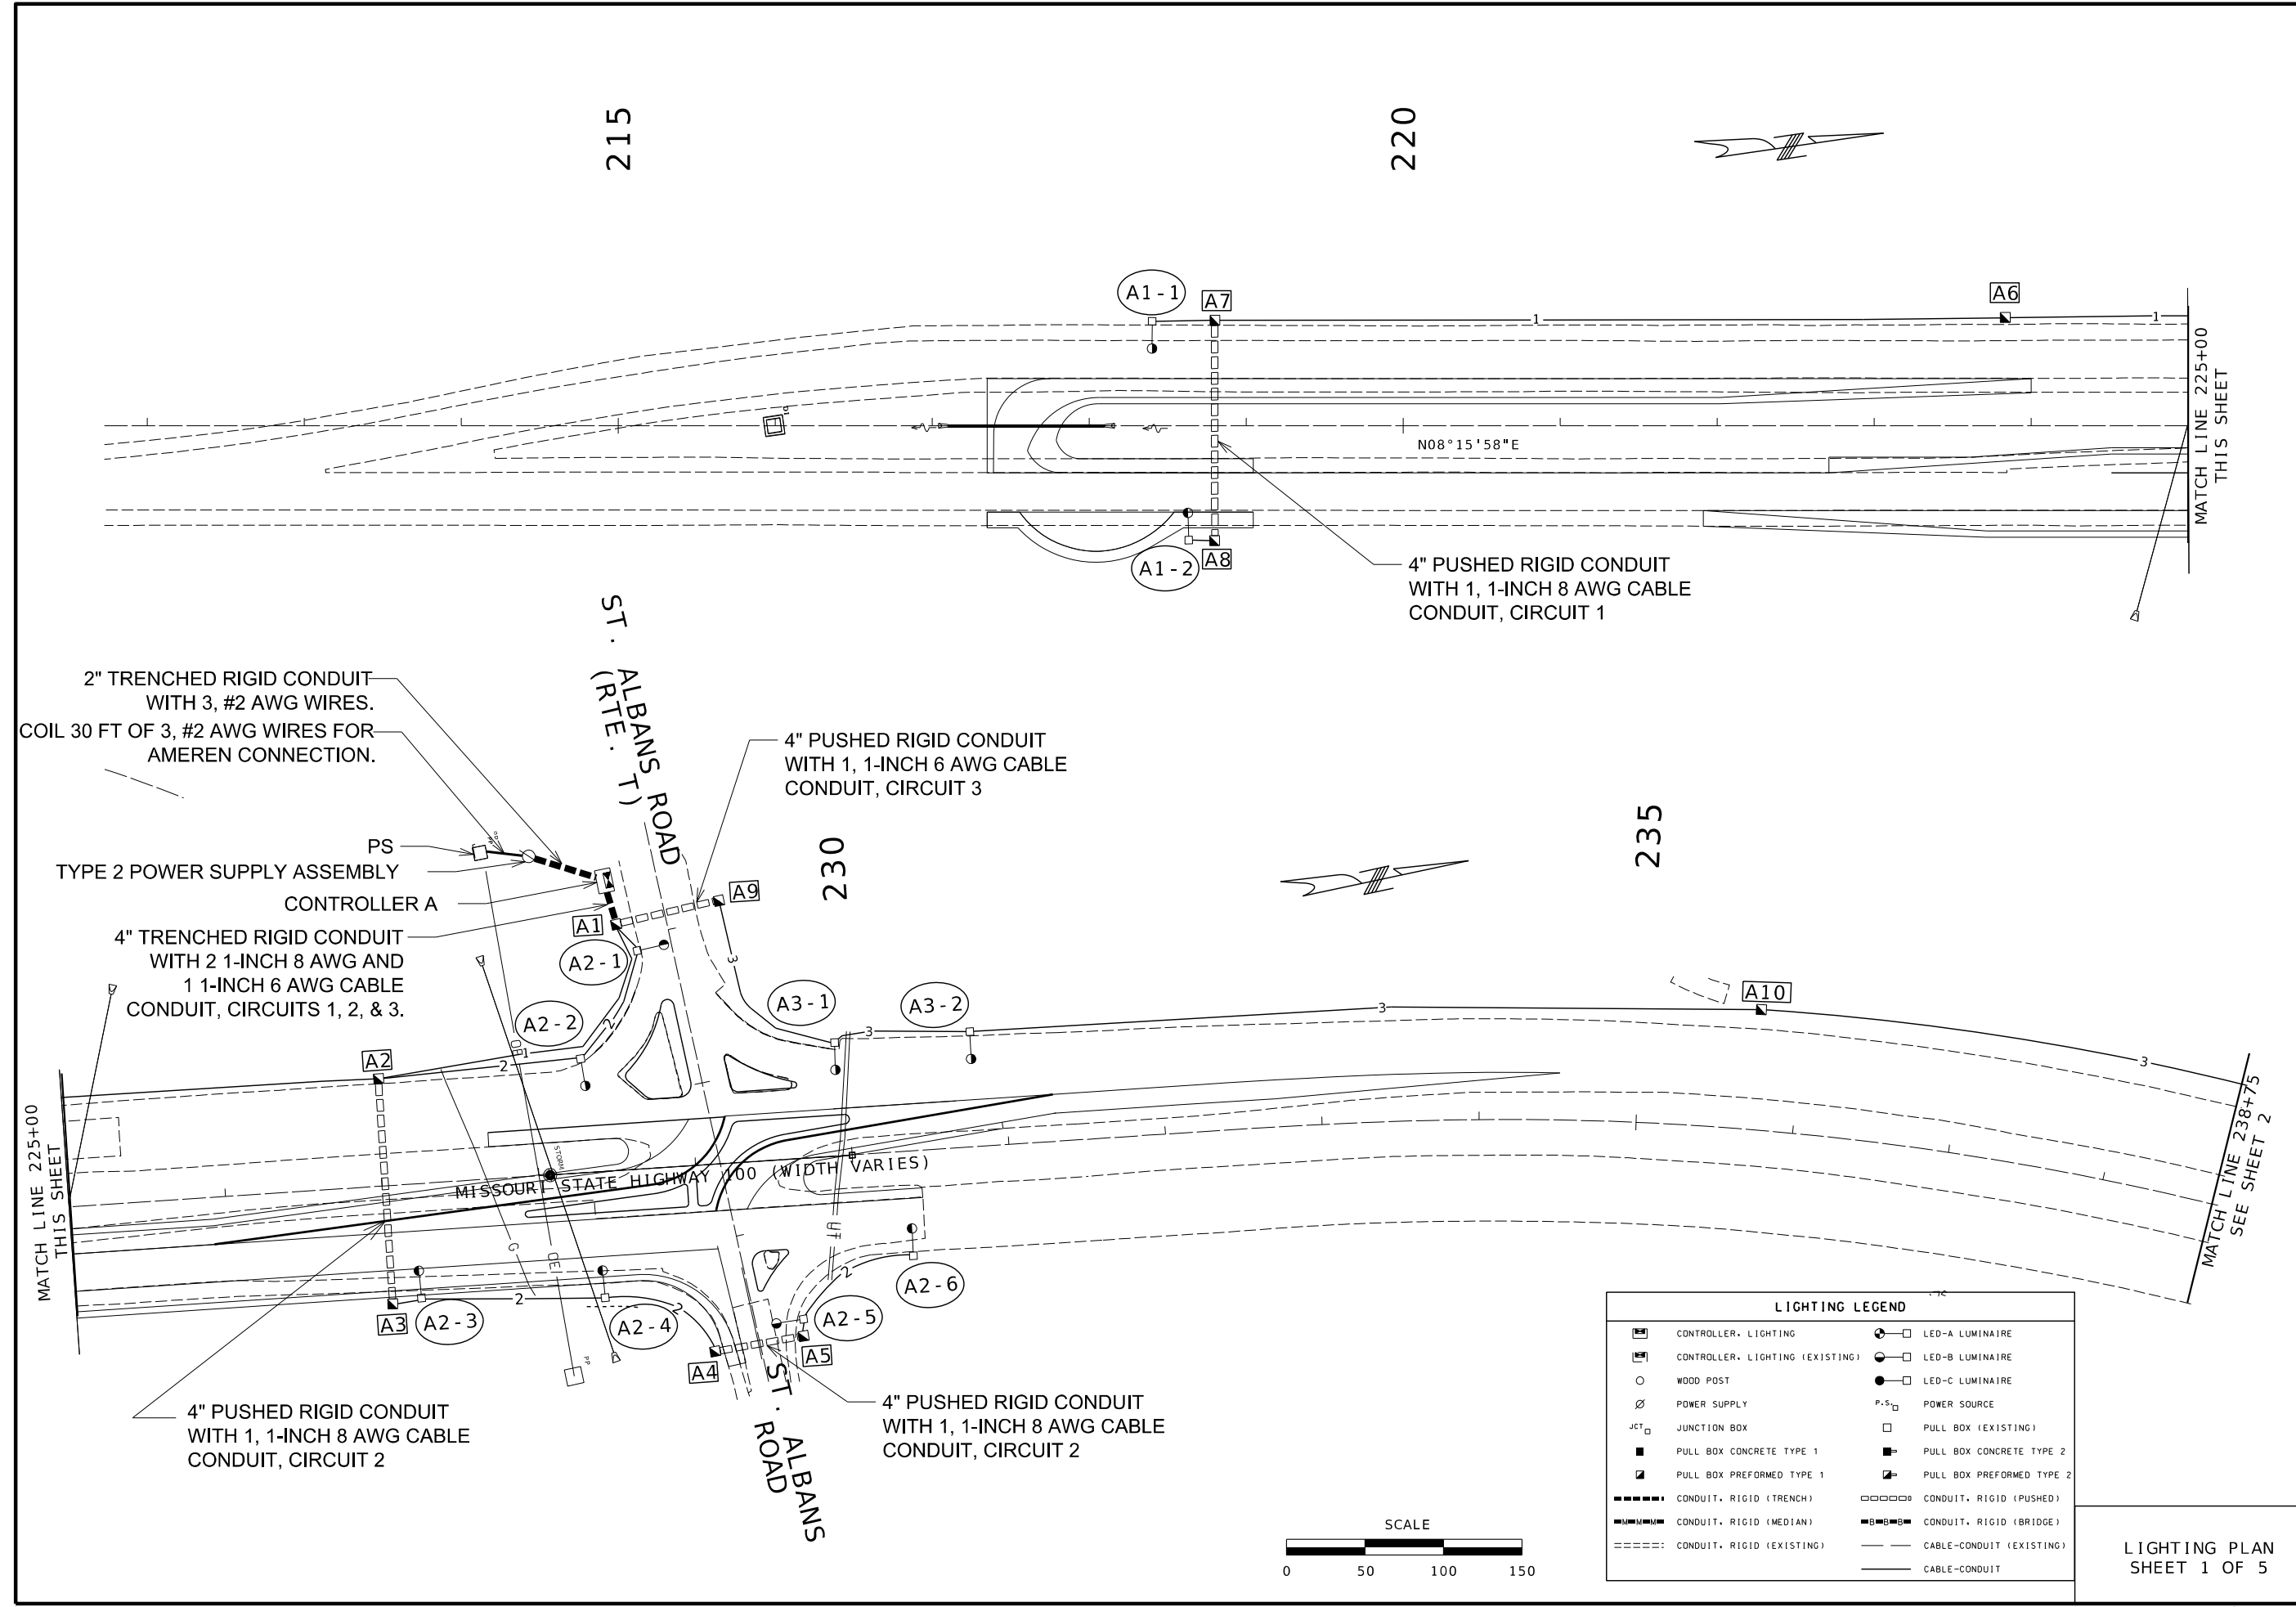 215
220
A1-1
A7
A6
1
1
PI
N08°15'58"E
MATCH LINE 225+00
THIS SHEET
A1-2
A8
4" PUSHED RIGID CONDUIT
WITH 1, 1-INCH 8 AWG CABLE
CONDUIT, CIRCUIT 1
ST. ALBANS ROAD
(RTE. T)
2" TRENCHED RIGID CONDUIT
WITH 3, #2 AWG WIRES.
COIL 30 FT OF 3, #2 AWG WIRES FOR
AMEREN CONNECTION.
4" PUSHED RIGID CONDUIT
WITH 1, 1-INCH 6 AWG CABLE
CONDUIT, CIRCUIT 3
230
235
PS
TYPE 2 POWER SUPPLY ASSEMBLY
CONTROLLER A
4" TRENCHED RIGID CONDUIT
WITH 2 1-INCH 8 AWG AND
1 1-INCH 6 AWG CABLE
CONDUIT, CIRCUITS 1, 2, & 3.
A1
A9
A2-1
3
A2-2
2
A3-1
A3-2
3
3
A10
3
A2
1
2
OE
STORM
MISSOURI STATE HIGHWAY 100 (WIDTH VARIES)
MATCH LINE 225+00
THIS SHEET
MATCH LINE 238+75
SEE SHEET 2
G
OE
UT
2
2
2
A3
A2-3
A2-4
A2-5
A2-6
A4
A5
PP
ST. ALBANS
ROAD
4" PUSHED RIGID CONDUIT
WITH 1, 1-INCH 8 AWG CABLE
CONDUIT, CIRCUIT 2
4" PUSHED RIGID CONDUIT
WITH 1, 1-INCH 8 AWG CABLE
CONDUIT, CIRCUIT 2
SCALE
0 50 100 150
LIGHTING LEGEND
CONTROLLER, LIGHTING
LED-A LUMINAIRE
CONTROLLER, LIGHTING (EXISTING)
LED-B LUMINAIRE
WOOD POST
LED-C LUMINAIRE
POWER SUPPLY
P.S. POWER SOURCE
JCT JUNCTION BOX
PULL BOX (EXISTING)
PULL BOX CONCRETE TYPE 1
PULL BOX CONCRETE TYPE 2
PULL BOX PREFORMED TYPE 1
PULL BOX PREFORMED TYPE 2
CONDUIT, RIGID (TRENCH)
CONDUIT, RIGID (PUSHED)
M M M CONDUIT, RIGID (MEDIAN)
B B B CONDUIT, RIGID (BRIDGE)
CONDUIT, RIGID (EXISTING)
CABLE-CONDUIT (EXISTING)
CABLE-CONDUIT
LIGHTING PLAN
SHEET 1 OF 5